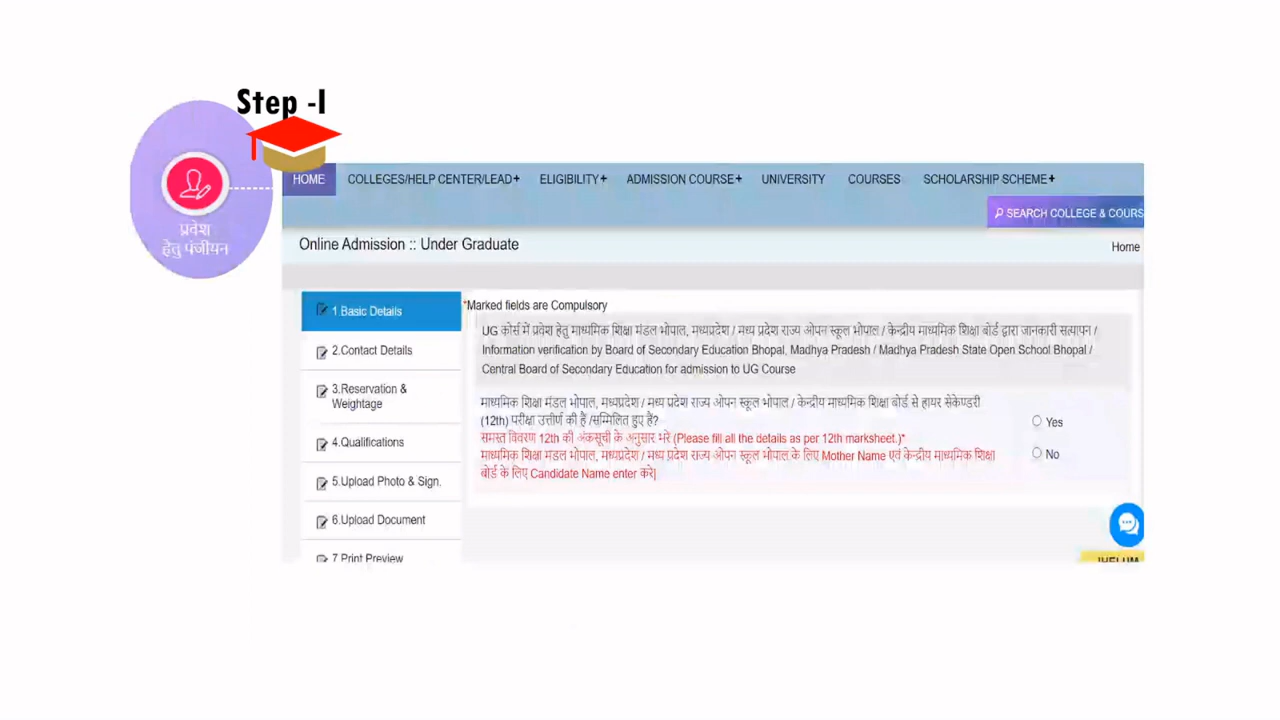 Step -I
प्रवेश
हेतु पंजीयन
HOME COLLEGES/HELP CENTER/LEAD+ ELIGIBILITY+ ADMISSION COURSE+ UNIVERSITY COURSES SCHOLARSHIP SCHEME+
SEARCH COLLEGE & COURS
Online Admission :: Under Graduate
Home
1 Basic Details
2.Contact Details
3.Reservation &
Weightage
4.Qualifications
5.Upload Photo & Sign.
6.Upload Document
7 Print Preview
*Marked fields are Compulsory
UG कोर्स में प्रवेश हेतु माध्यमिक शिक्षा मंडल भोपाल, मध्यप्रदेश / मध्य प्रदेश राज्य ओपन स्कूल भोपाल / केन्द्रीय माध्यमिक शिक्षा बोर्ड द्वारा जानकारी सत्यापन /
Information verification by Board of Secondary Education Bhopal, Madhya Pradesh / Madhya Pradesh State Open School Bhopal /
Central Board of Secondary Education for admission to UG Course
माध्यमिक शिक्षा मंडल भोपाल, मध्यप्रदेश / मध्य प्रदेश राज्य ओपन स्कूल भोपाल / केन्द्रीय माध्यमिक शिक्षा बोर्ड से हायर सेकेण्डरी
(12th) परीक्षा उत्तीर्ण की है /सम्मिलित हुए है?
समस्त विवरण 12th की अंकसूची के अनुसार भरे (Please fill all the details as per 12th marksheet.)*
माध्यमिक शिक्षा मंडल भोपाल, मध्यप्रदेश / मध्य प्रदेश राज्य ओपन स्कूल भोपाल के लिए Mother Name एवं केन्द्रीय माध्यमिक शिक्षा
बोर्ड के लिए Candidate Name enter करे|
Yes
No